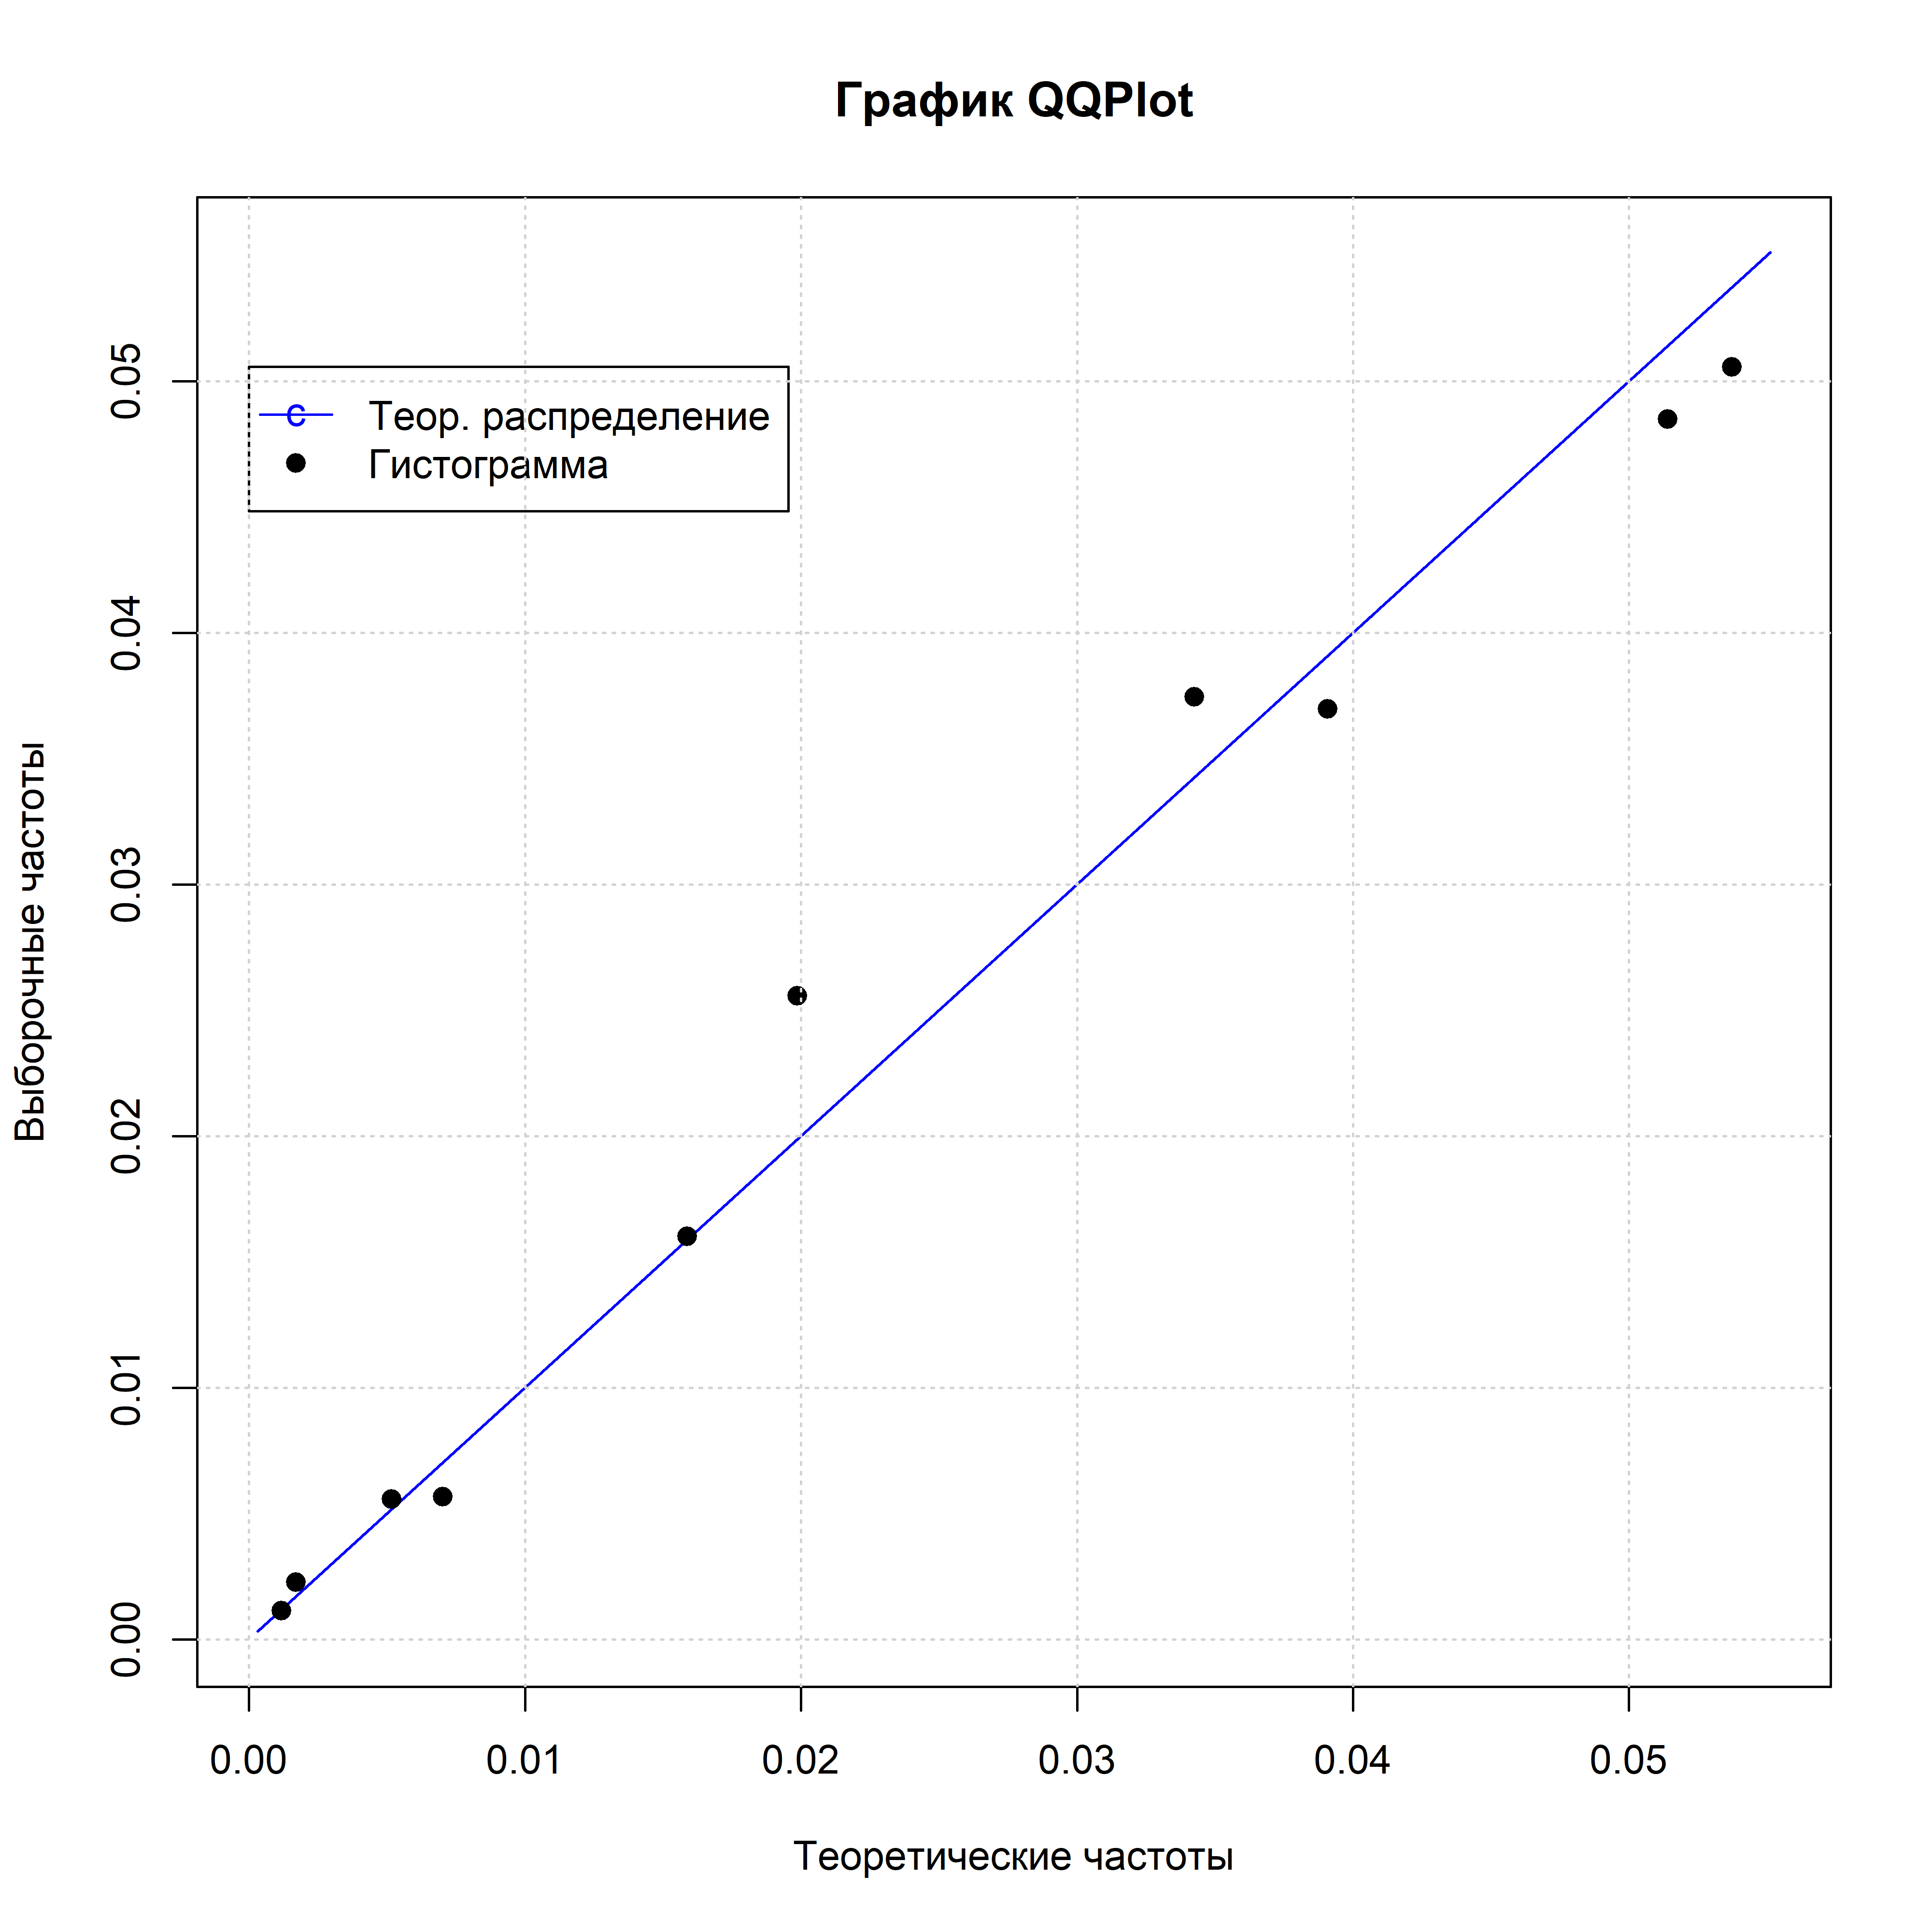 График QQPlot
0.05
0.04
0.03
0.02
0.01
0.00
Выборочные частоты
c Теор. распределение
Гистограмма
0.00 0.01 0.02 0.03 0.04 0.05
Теоретические частоты